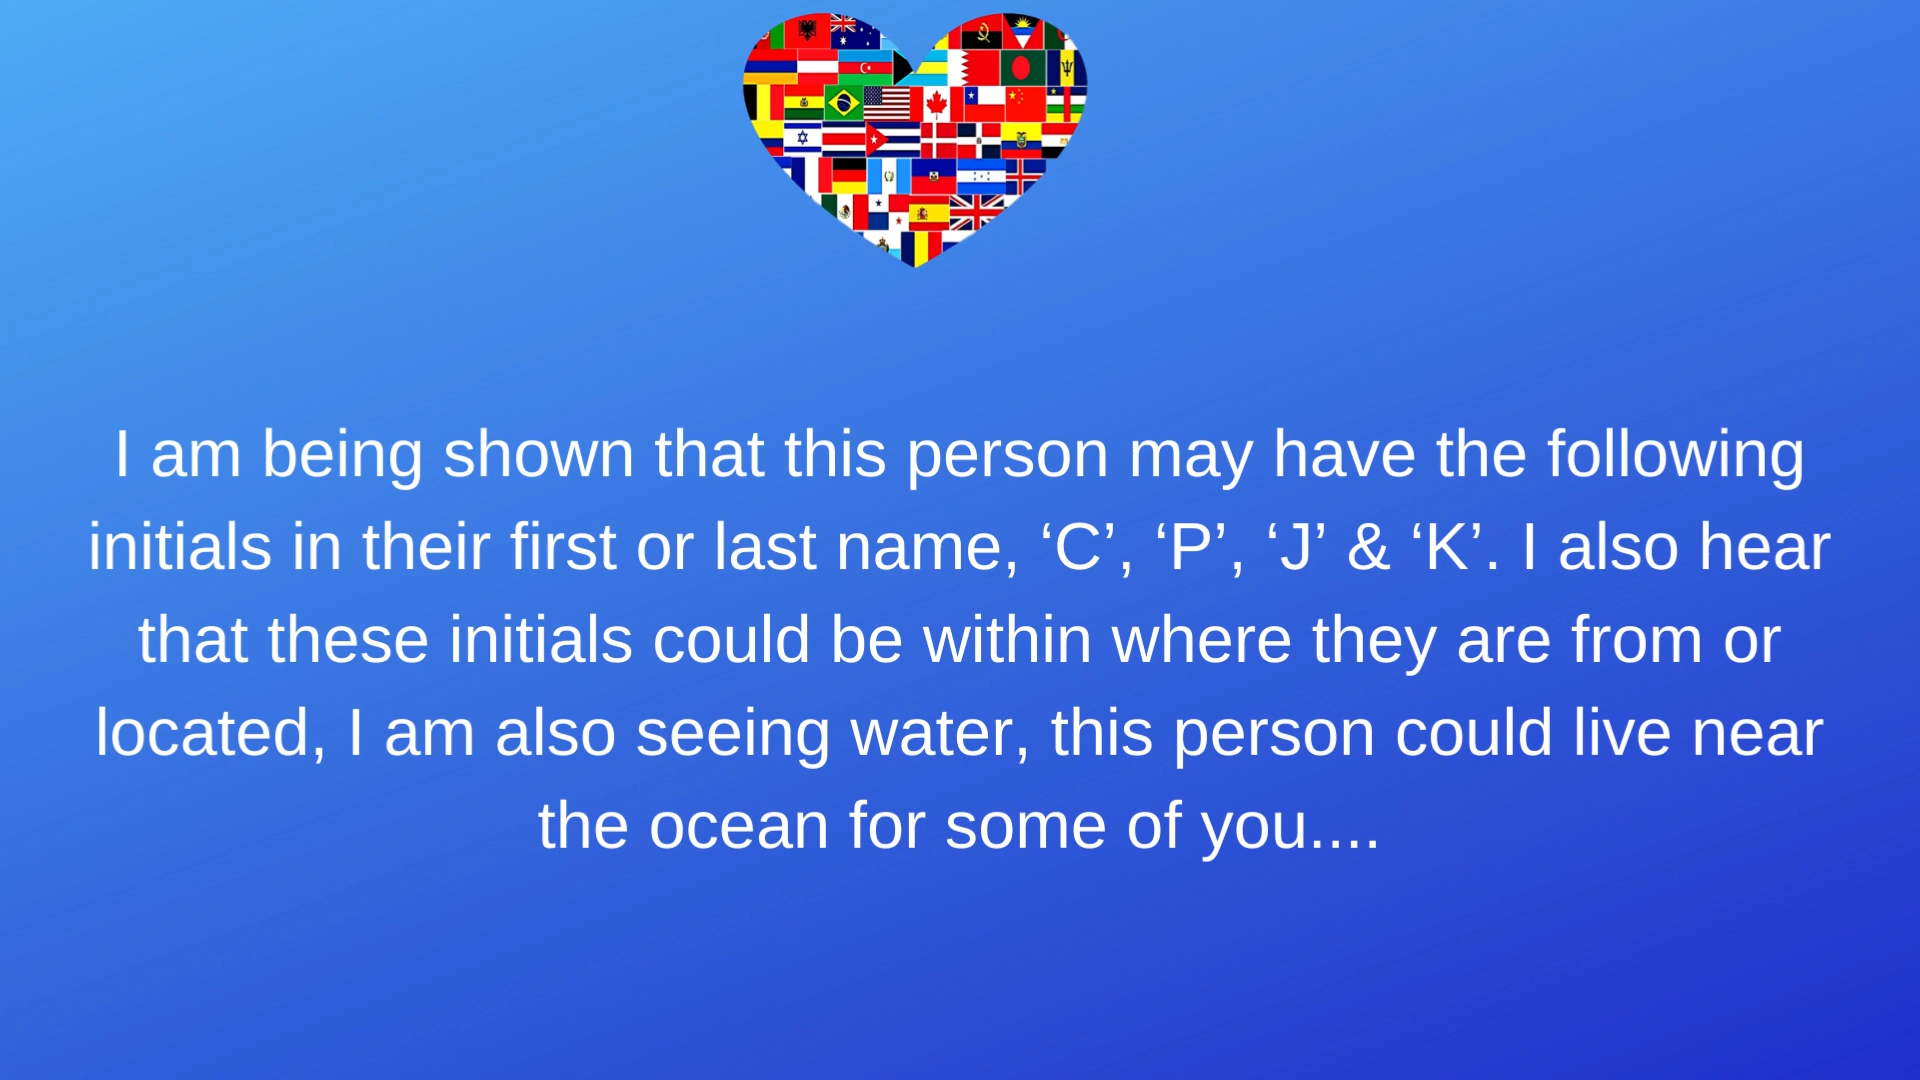 I am being shown that this person may have the following
initials in their first or last name, ‘C’, ‘P’, ‘J’ & ‘K’. I also hear
that these initials could be within where they are from or
located, I am also seeing water, this person could live near
the ocean for some of you....